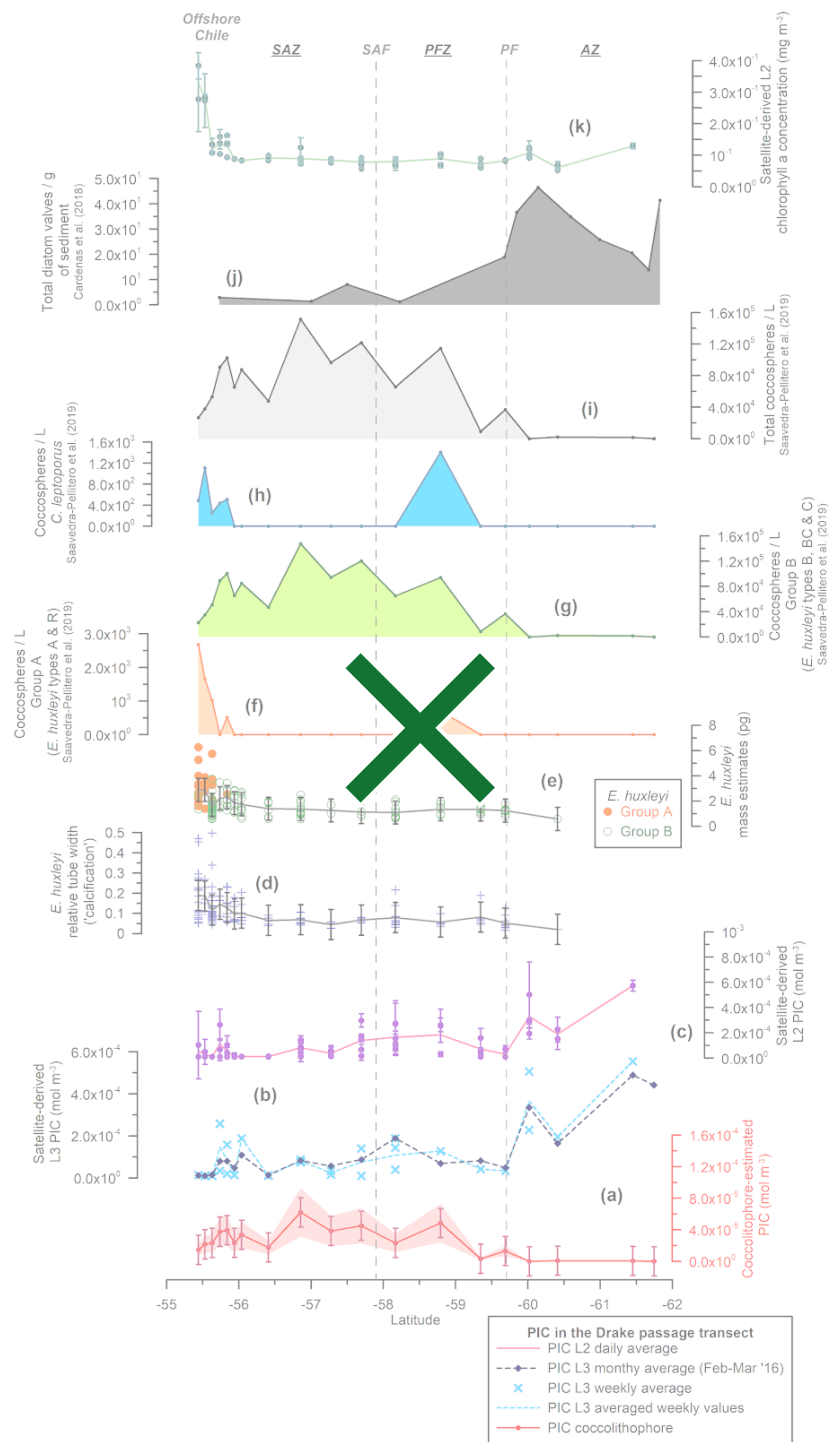 Offshore
Chile
SAZ
SAF
PFZ
PF
AZ
4.0x10⁻¹
3.0x10⁻¹
2.0x10⁻¹
10⁻¹
0.0x10⁰
Satellite-derived L2
chlorophyll a concentration (mg m⁻³)
(k)
5.0x10¹
4.0x10¹
3.0x10¹
2.0x10¹
10¹
0.0x10⁰
Total diatom valves / g
of sediment
Cardenas et al. (2018)
(j)
1.6x10⁵
1.2x10⁵
8.0x10⁴
4.0x10⁴
0.0x10⁰
Total coccospheres / L
Saavedra-Pellitero et al. (2019)
(i)
1.6x10³
1.2x10³
8.0x10²
4.0x10²
0.0x10⁰
Coccospheres / L
C. leptoporus
Saavedra-Pellitero et al. (2019)
(h)
1.6x10⁵
1.2x10⁵
8.0x10⁴
4.0x10⁴
0.0x10⁰
Coccospheres / L
Group B
(E. huxleyi types B, BC & C)
Saavedra-Pellitero et al. (2019)
(g)
3.0x10³
2.0x10³
10³
0.0x10⁰
Coccospheres / L
Group A
(E. huxleyi types A & R)
Saavedra-Pellitero et al. (2019)
(f)
8
6
4
2
0
E. huxleyi
mass estimates (pg)
(e)
E. huxleyi
Group A
Group B
0.5
0.4
0.3
0.2
0.1
0
E. huxleyi
relative tube width
('calcification')
(d)
10⁻³
8.0x10⁻⁴
6.0x10⁻⁴
4.0x10⁻⁴
2.0x10⁻⁴
0.0x10⁰
Satellite-derived
L2 PIC (mol m⁻³)
(c)
6.0x10⁻⁴
4.0x10⁻⁴
2.0x10⁻⁴
0.0x10⁰
Satellite-derived
L3 PIC (mol m⁻³)
(b)
1.6x10⁻⁴
1.2x10⁻⁴
8.0x10⁻⁵
4.0x10⁻⁵
0.0x10⁰
Coccolitophore-estimated
PIC (mol m⁻³)
(a)
-55 -56 -57 -58 -59 -60 -61 -62
Latitude
PIC in the Drake passage transect
PIC L2 daily average
PIC L3 monthy average (Feb-Mar '16)
PIC L3 weekly average
PIC L3 averaged weekly values
PIC coccolithophore